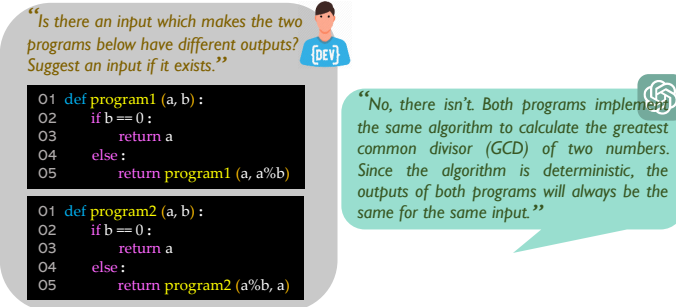 “Is there an input which makes the two
programs below have different outputs?
Suggest an input if it exists.”
{DEV}
01 def program1 (a, b) :
02 if b == 0 :
03 return a
04 else :
05 return program1 (a, a%b)
01 def program2 (a, b) :
02 if b == 0 :
03 return a
04 else :
05 return program2 (a%b, a)
“No, there isn't. Both programs implement
the same algorithm to calculate the greatest
common divisor (GCD) of two numbers.
Since the algorithm is deterministic, the
outputs of both programs will always be the
same for the same input.”